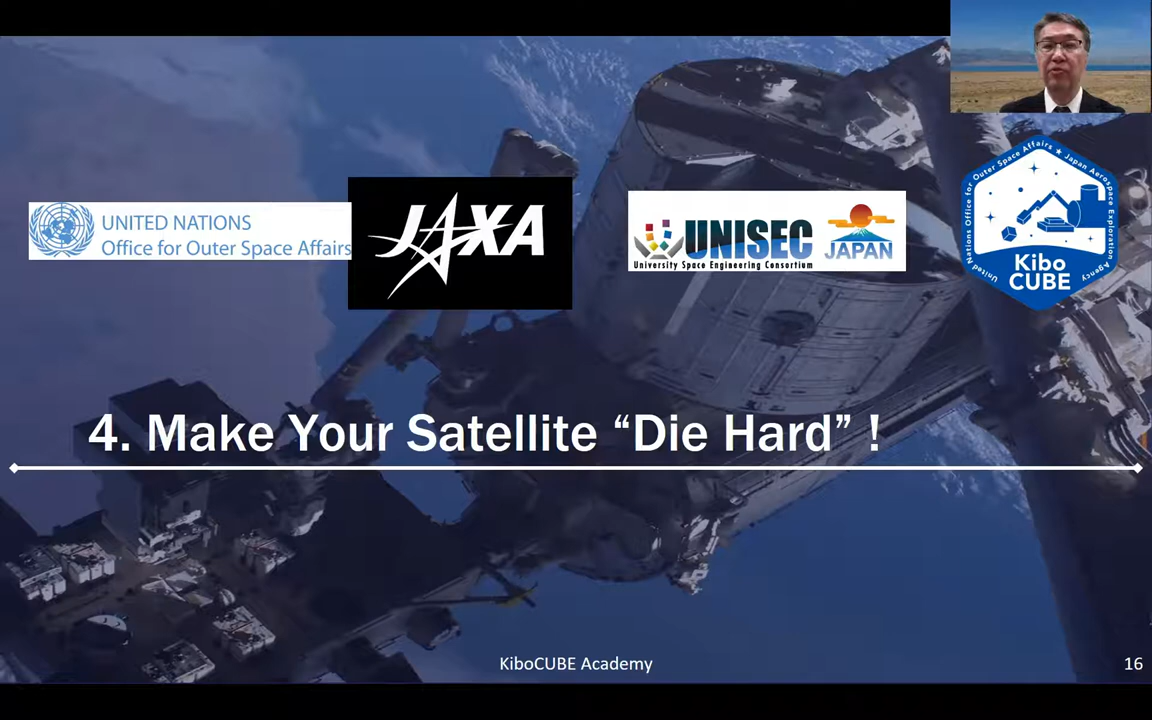 UNITED NATIONS
Office for Outer Space Affairs
JAXA
UNISEC
University Space Engineering Consortium
JAPAN
United Nations Office for Outer Space Affairs ★ Japan Aerospace Exploration Agency
Kibo
CUBE
4. Make Your Satellite “Die Hard” !
KiboCUBE Academy
16